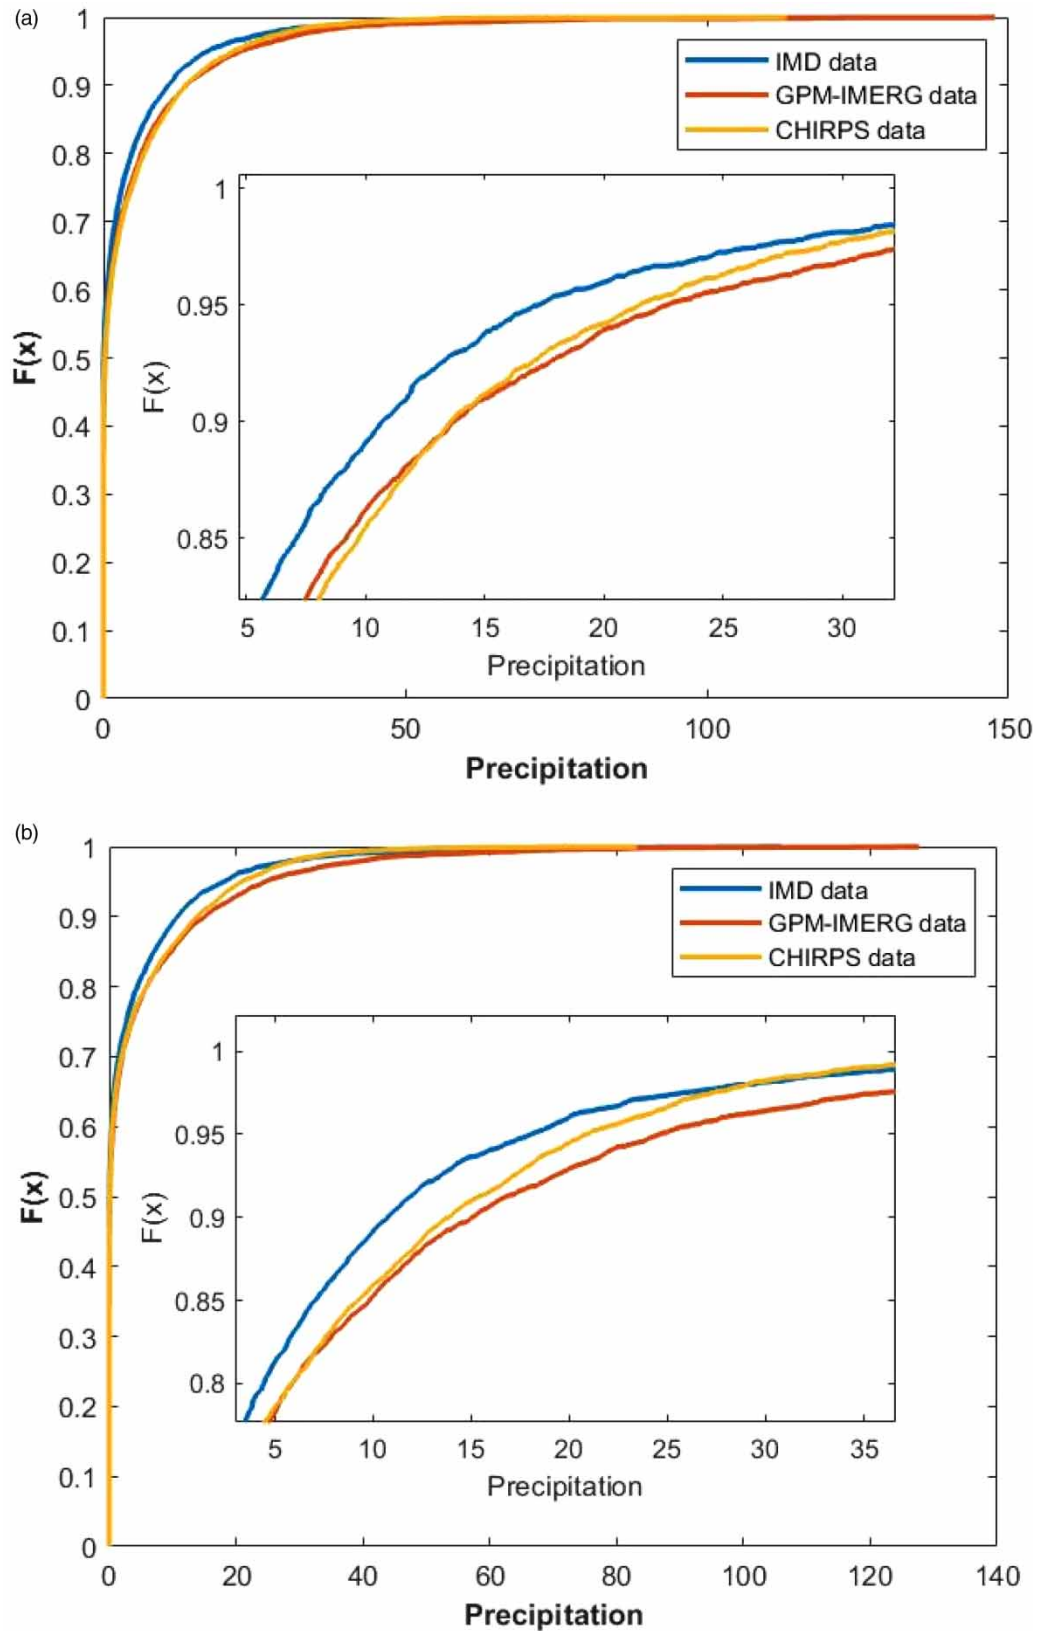 (a)
1
0.9
0.8
0.7
0.6
0.5
0.4
0.3
0.2
0.1
0
F(x)
0 50 100 150
Precipitation
IMD data
GPM-IMERG data
CHIRPS data
1
0.95
0.9
0.85
F(x)
5 10 15 20 25 30
Precipitation
(b)
1
0.9
0.8
0.7
0.6
0.5
0.4
0.3
0.2
0.1
0
F(x)
0 20 40 60 80 100 120 140
Precipitation
IMD data
GPM-IMERG data
CHIRPS data
1
0.95
0.9
0.85
0.8
F(x)
5 10 15 20 25 30 35
Precipitation